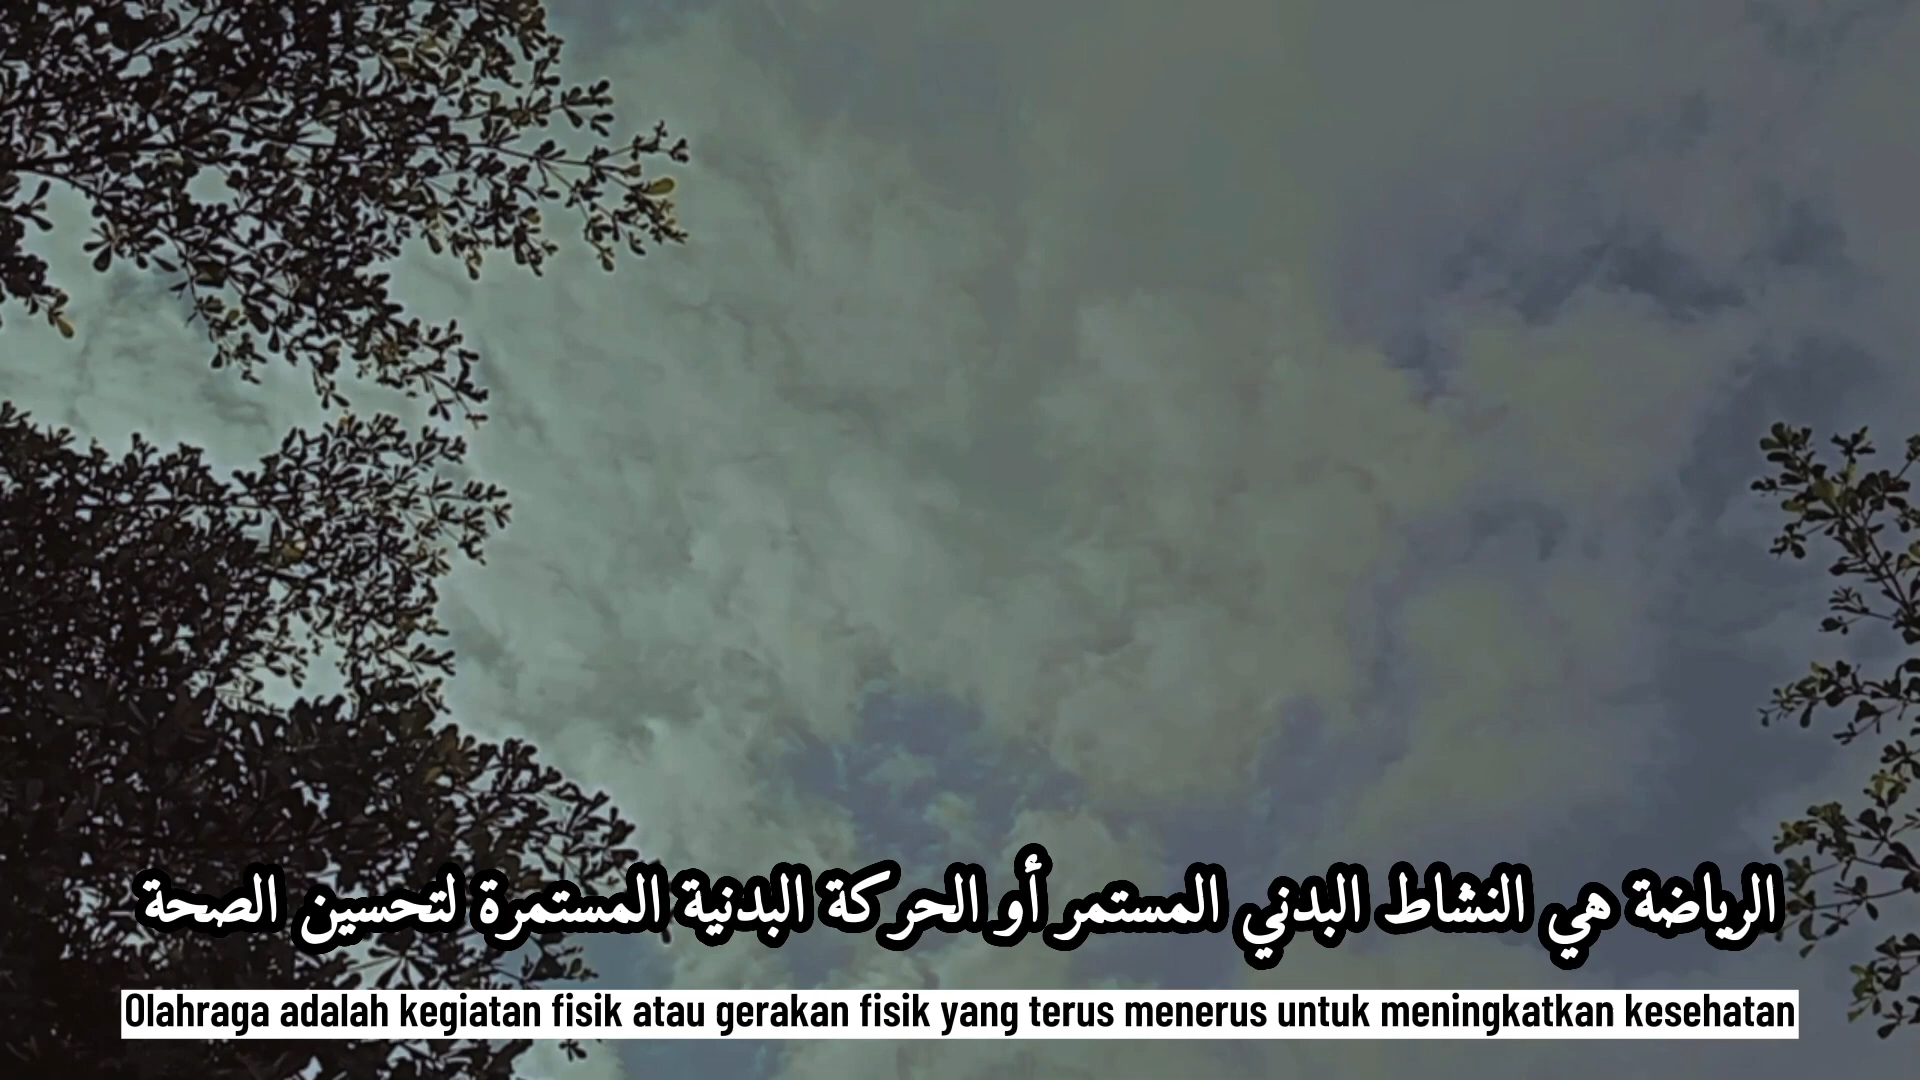 الرياضة هي النشاط البدني المستمر أو الحركة البدنية المستمرة لتحسين الصحة
Olahraga adalah kegiatan fisik atau gerakan fisik yang terus menerus untuk meningkatkan kesehatan